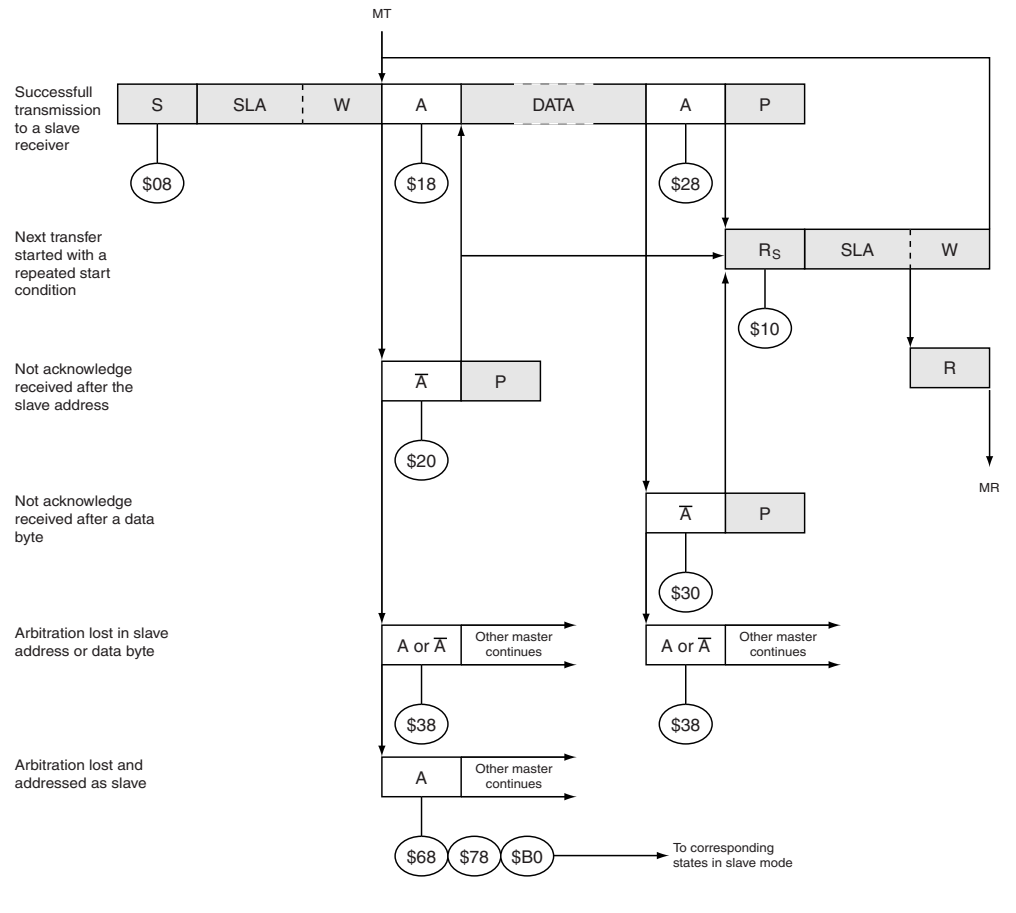 MT
Successfull
transmission
to a slave
receiver
S SLA W A DATA A P
$08 $18 $28
Next transfer
started with a
repeated start
condition
RS SLA W
$10
Not acknowledge
received after the
slave address
A̅ P
R
$20
MR
Not acknowledge
received after a data
byte
A̅ P
$30
Arbitration lost in slave
address or data byte
A or A̅ Other master
continues
A or A̅ Other master
continues
$38 $38
Arbitration lost and
addressed as slave
A Other master
continues
$68 $78 $B0
To corresponding
states in slave mode